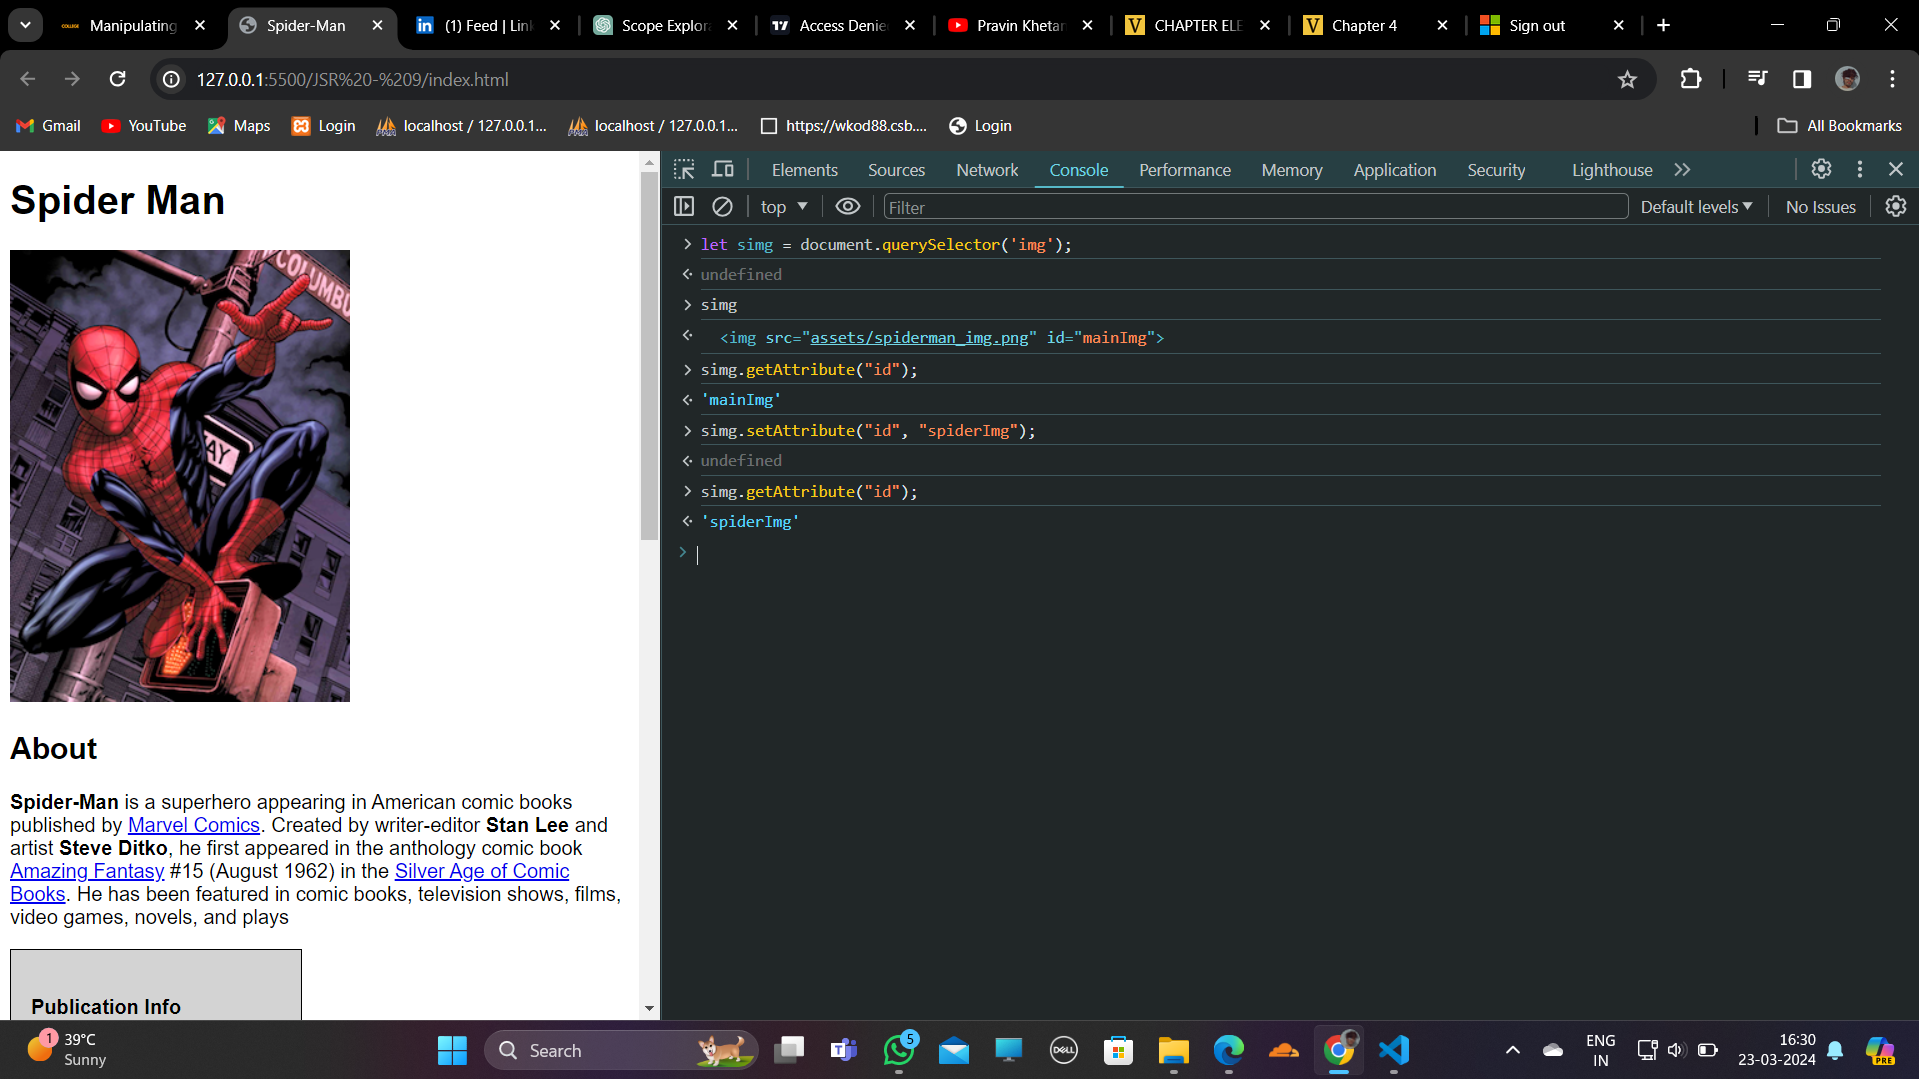 Manipulating
Spider-Man
(1) Feed | Link
Scope Explora
Access Denie
Pravin Khetan
CHAPTER ELE
Chapter 4
Sign out
127.0.0.1:5500/JSR%20-%209/index.html
Gmail
YouTube
Maps
Login
localhost / 127.0.0.1...
localhost / 127.0.0.1...
https://wkod88.csb....
Login
All Bookmarks
Elements
Sources
Network
Console
Performance
Memory
Application
Security
Lighthouse
top
Filter
Default levels
No Issues
Spider Man
COLUMBU
AY
About
Spider-Man is a superhero appearing in American comic books
published by Marvel Comics. Created by writer-editor Stan Lee and
artist Steve Ditko, he first appeared in the anthology comic book
Amazing Fantasy #15 (August 1962) in the Silver Age of Comic
Books. He has been featured in comic books, television shows, films,
video games, novels, and plays
Publication Info
let simg = document.querySelector('img');
undefined
simg
<img src="assets/spiderman_img.png" id="mainImg">
simg.getAttribute("id");
'mainImg'
simg.setAttribute("id", "spiderImg");
undefined
simg.getAttribute("id");
'spiderImg'
1
39°C
Sunny
Search
5
DELL
ENG
IN
16:30
23-03-2024
PRE